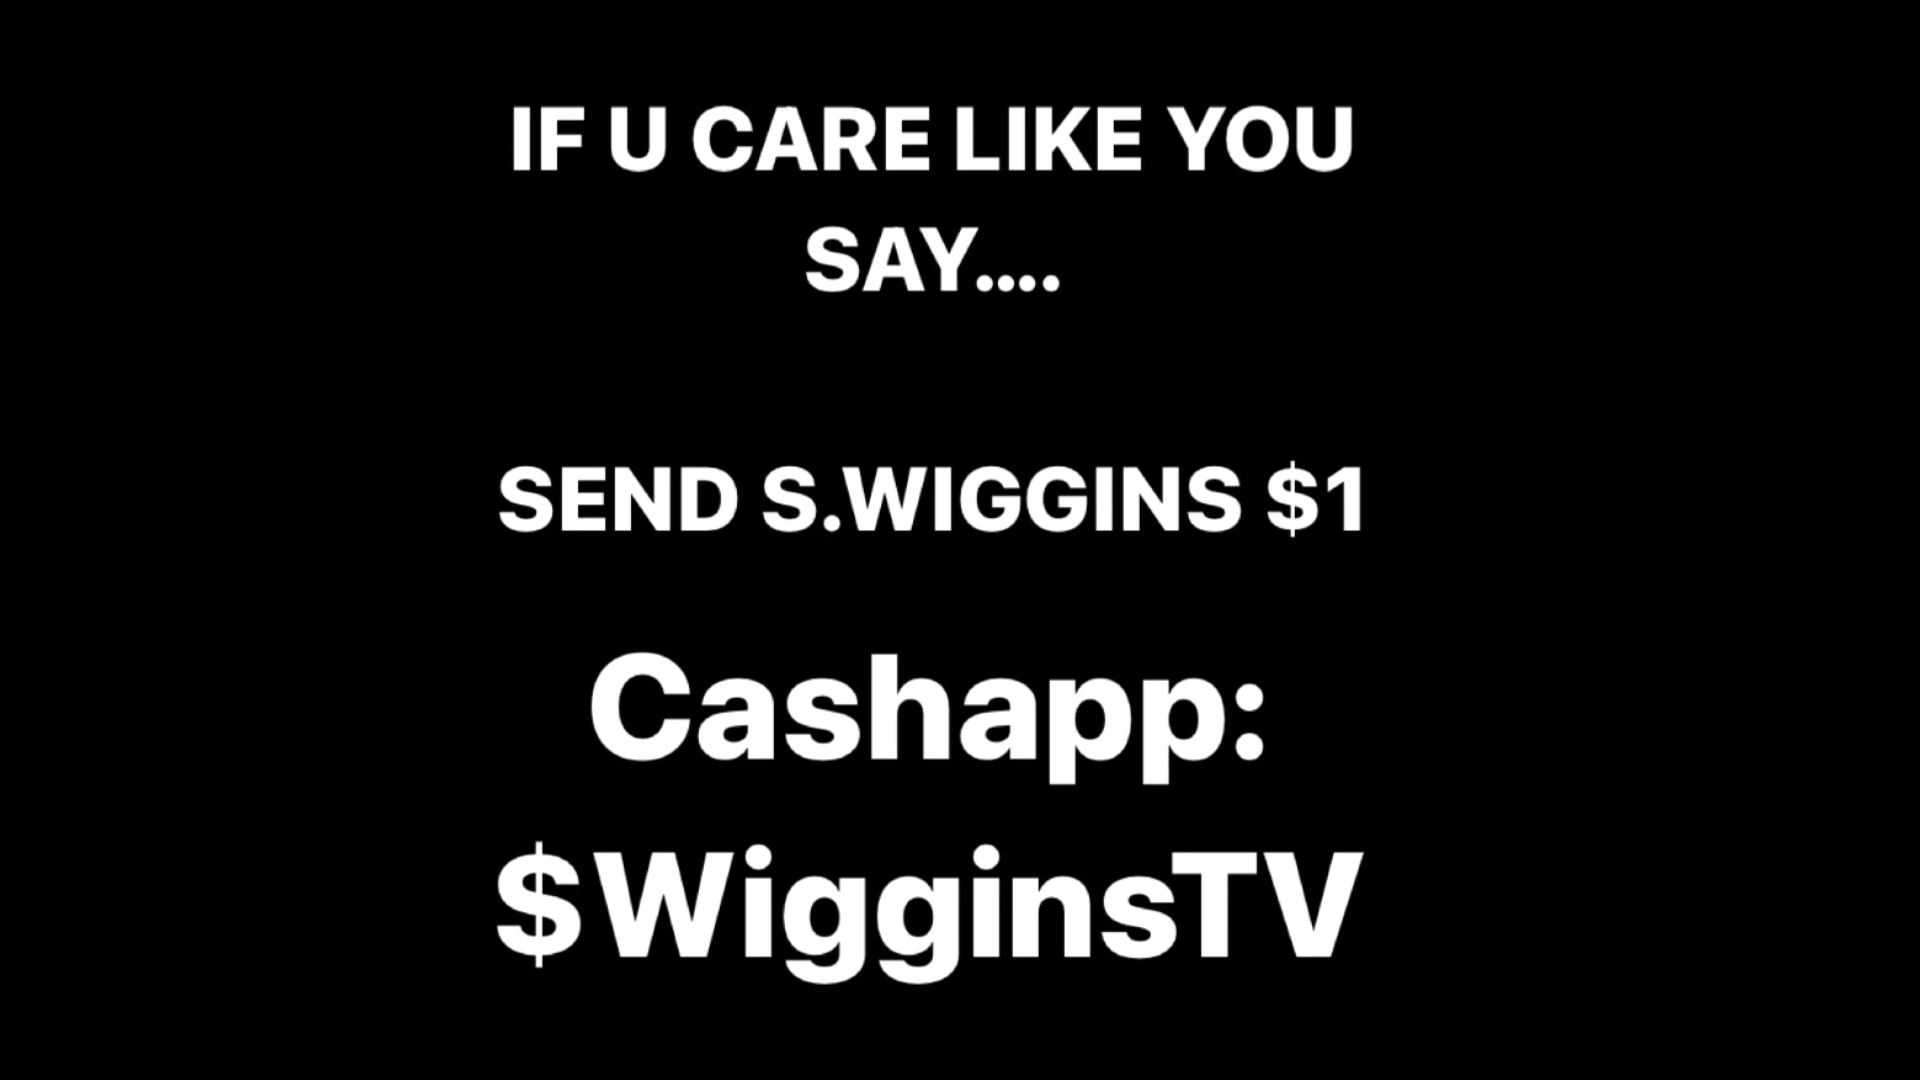 IF U CARE LIKE YOU
SAY....
SEND S.WIGGINS $1
Cashapp:
$WigginsTV